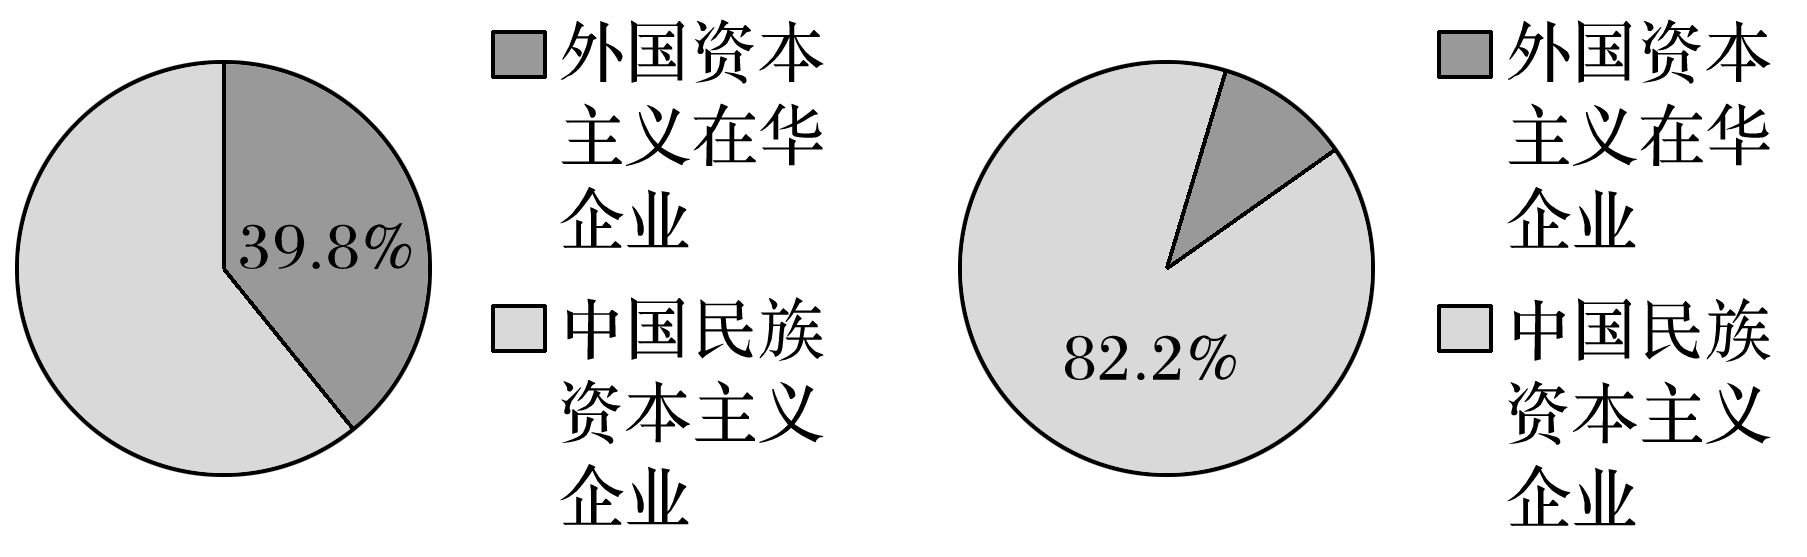 39.8%
外国资本
主义在华
企业
中国民族
资本主义
企业
82.2%
外国资本
主义在华
企业
中国民族
资本主义
企业